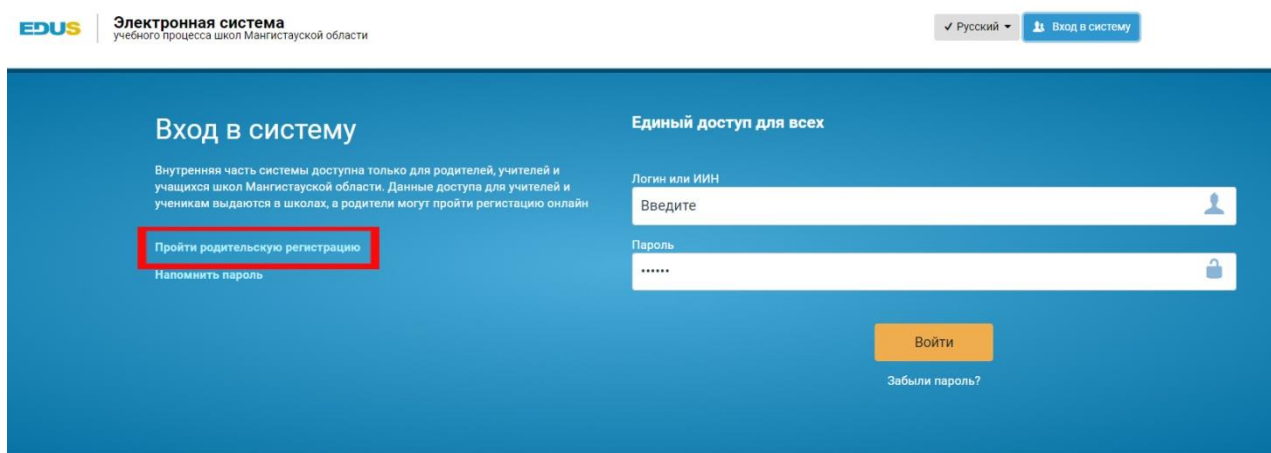 EDUS
Электронная система
учебного процесса школ Мангистауской области
✓ Русский
Вход в систему
Вход в систему
Внутренняя часть системы доступна только для родителей, учителей и
учащихся школ Мангистауской области. Данные доступа для учителей и
ученикам выдаются в школах, а родители могут пройти регистацию онлайн
Пройти родительскую регистрацию
Напомнить пароль
Единый доступ для всех
Логин или ИИН
Введите
Пароль
••••••
Войти
Забыли пароль?